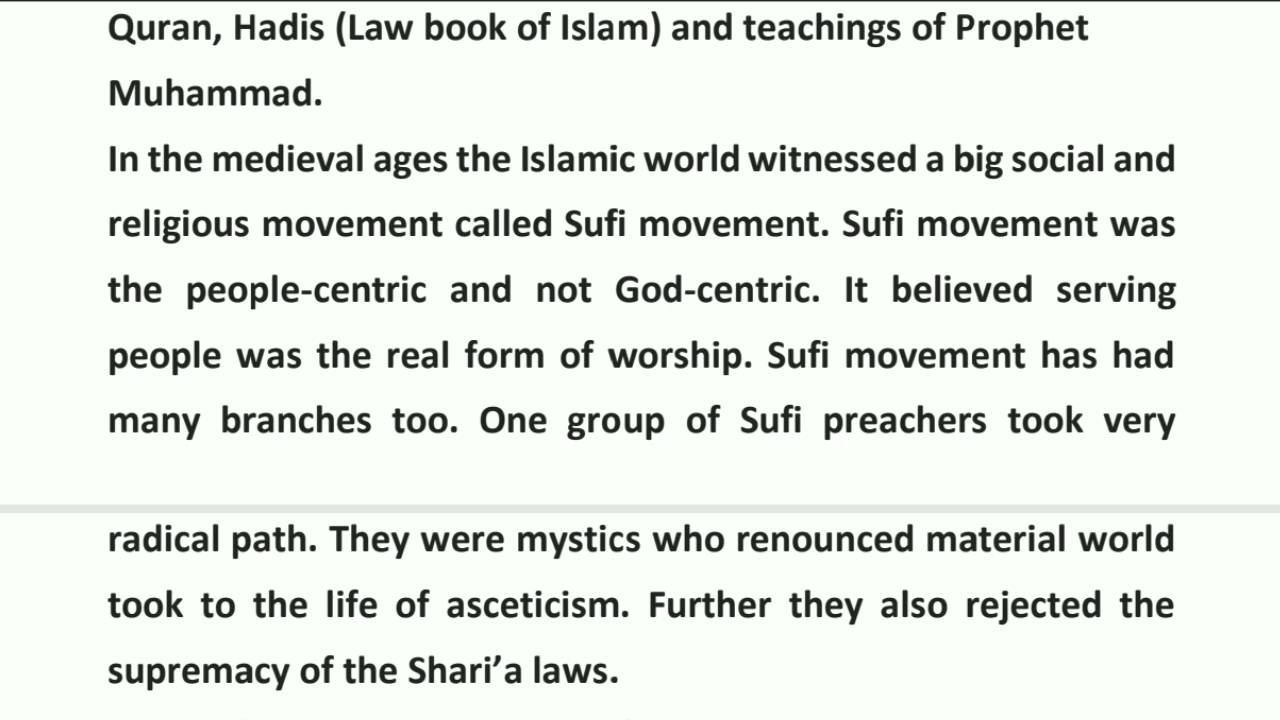 Quran, Hadis (Law book of Islam) and teachings of Prophet
Muhammad.
In the medieval ages the Islamic world witnessed a big social and
religious movement called Sufi movement. Sufi movement was
the people-centric and not God-centric. It believed serving
people was the real form of worship. Sufi movement has had
many branches too. One group of Sufi preachers took very
radical path. They were mystics who renounced material world
took to the life of asceticism. Further they also rejected the
supremacy of the Shari’a laws.